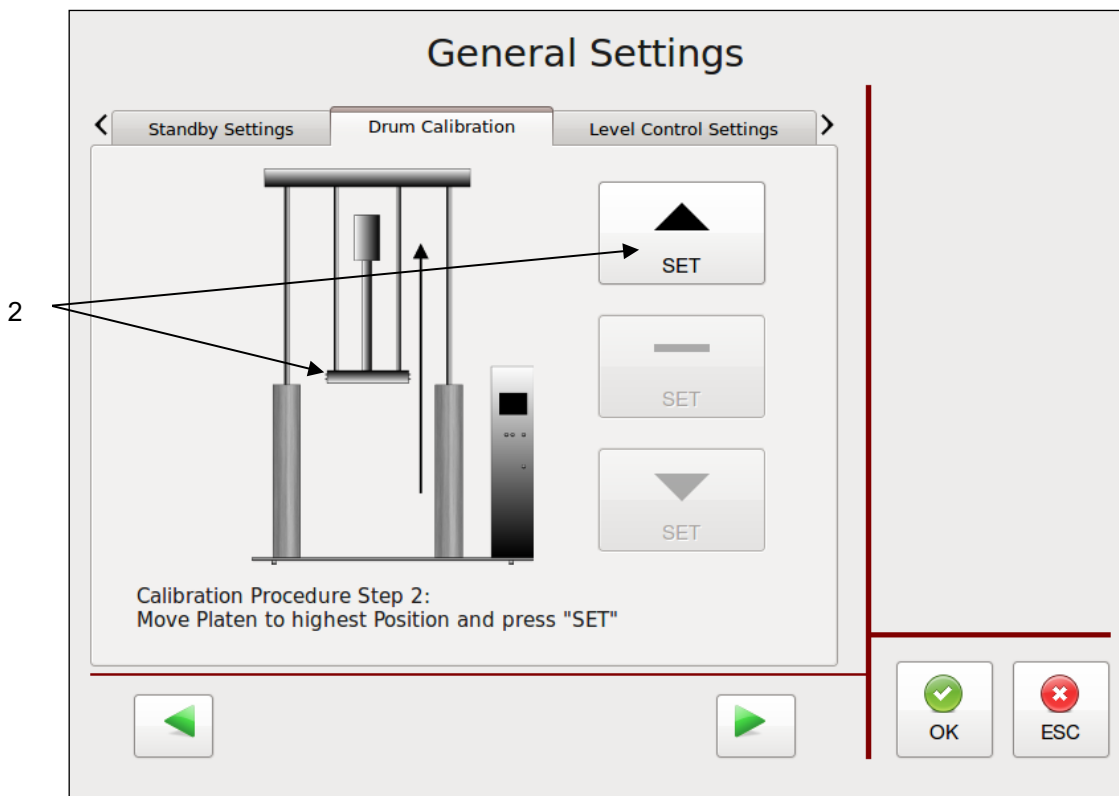 General Settings
Standby Settings
Drum Calibration
Level Control Settings
SET
2
SET
SET
Calibration Procedure Step 2:
Move Platen to highest Position and press "SET"
OK
ESC